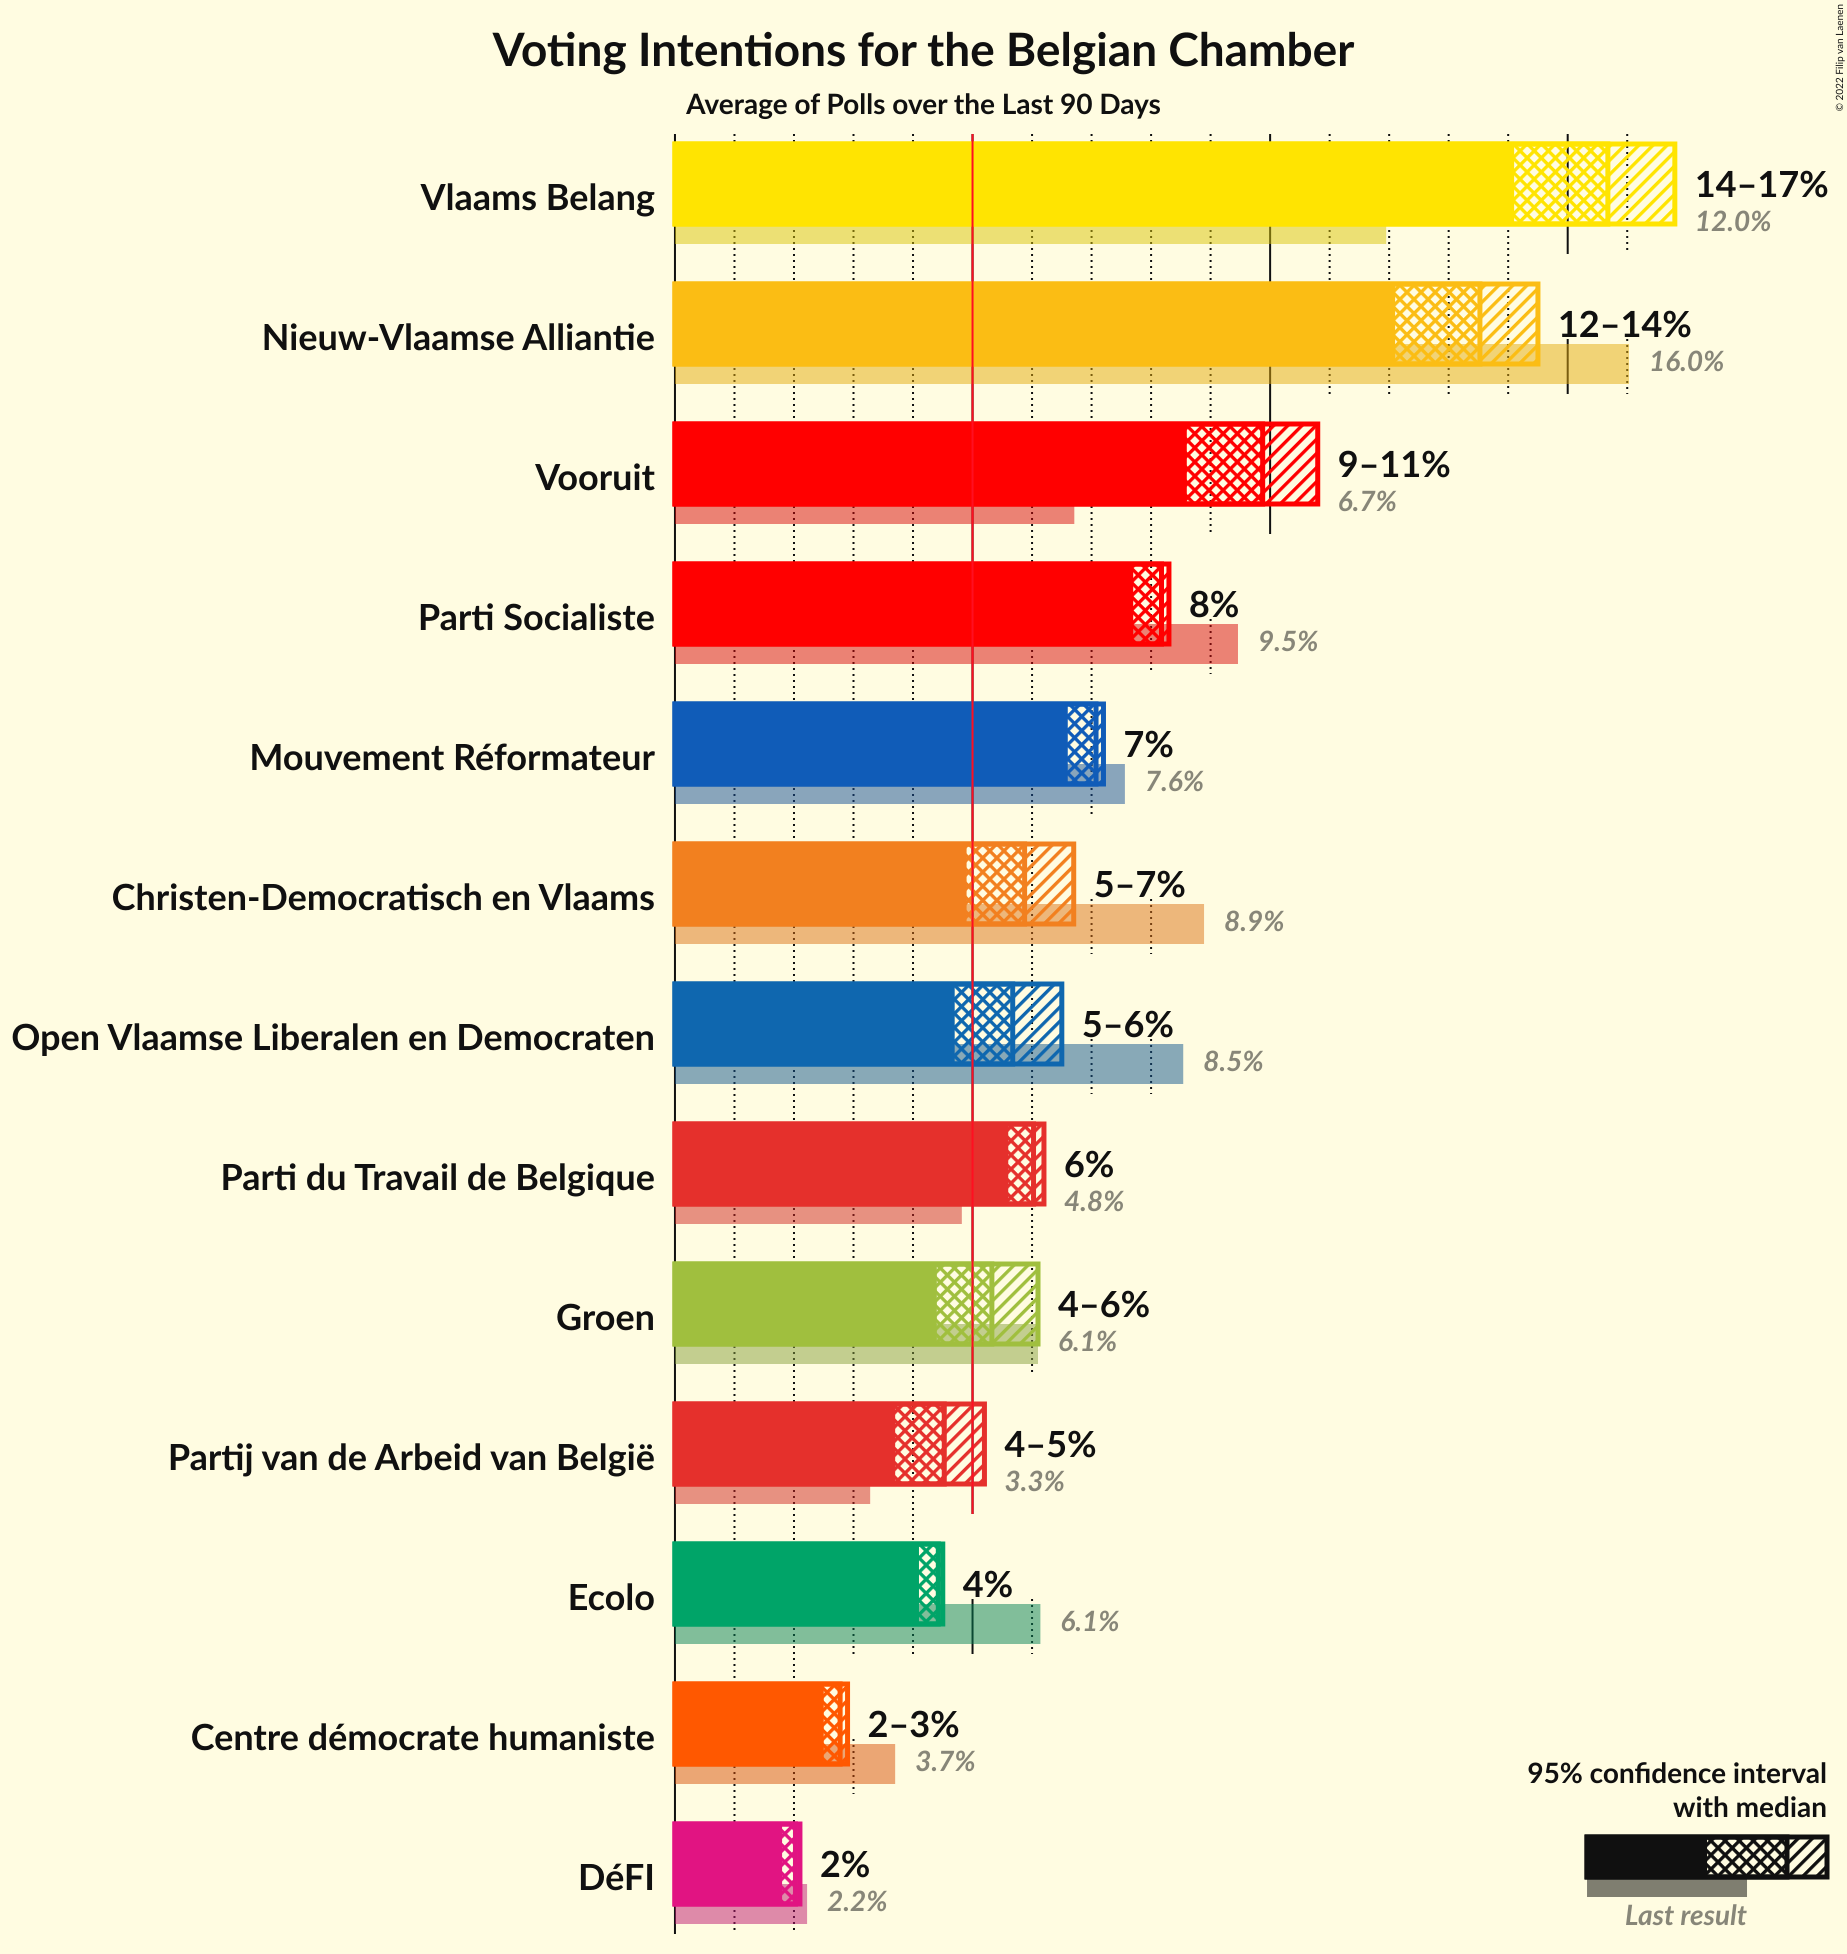 Voting Intentions for the Belgian Chamber
Average of Polls over the Last 90 Days
© 2022 Filip van Laenen
Vlaams Belang
14–17%
12.0%
Nieuw-Vlaamse Alliantie
12–14%
16.0%
Vooruit
9–11%
6.7%
Parti Socialiste
8%
9.5%
Mouvement Réformateur
7%
7.6%
Christen-Democratisch en Vlaams
5–7%
8.9%
Open Vlaamse Liberalen en Democraten
5–6%
8.5%
Parti du Travail de Belgique
6%
4.8%
Groen
4–6%
6.1%
Partij van de Arbeid van België
4–5%
3.3%
Ecolo
4%
6.1%
Centre démocrate humaniste
2–3%
3.7%
DéFI
2%
2.2%
95% confidence interval
with median
Last result